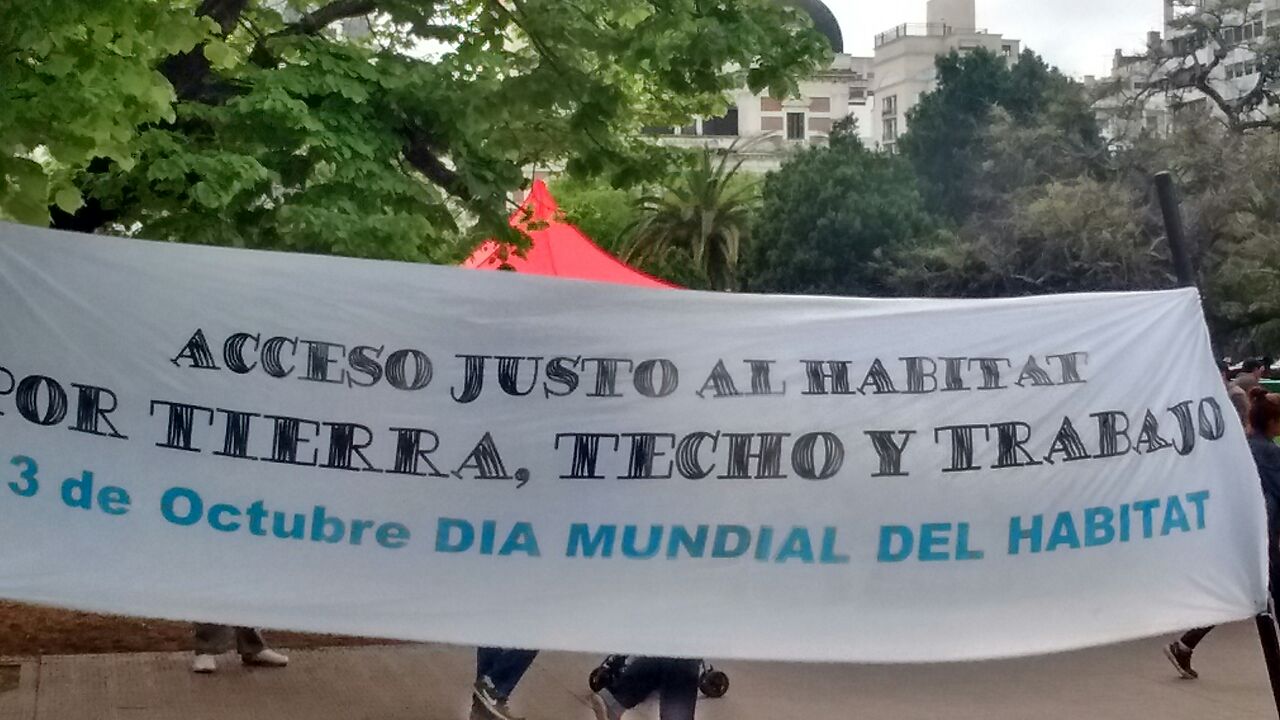 ACCESO JUSTO AL HABITAT
POR TIERRA, TECHO Y TRABAJO
3 de Octubre DIA MUNDIAL DEL HABITAT